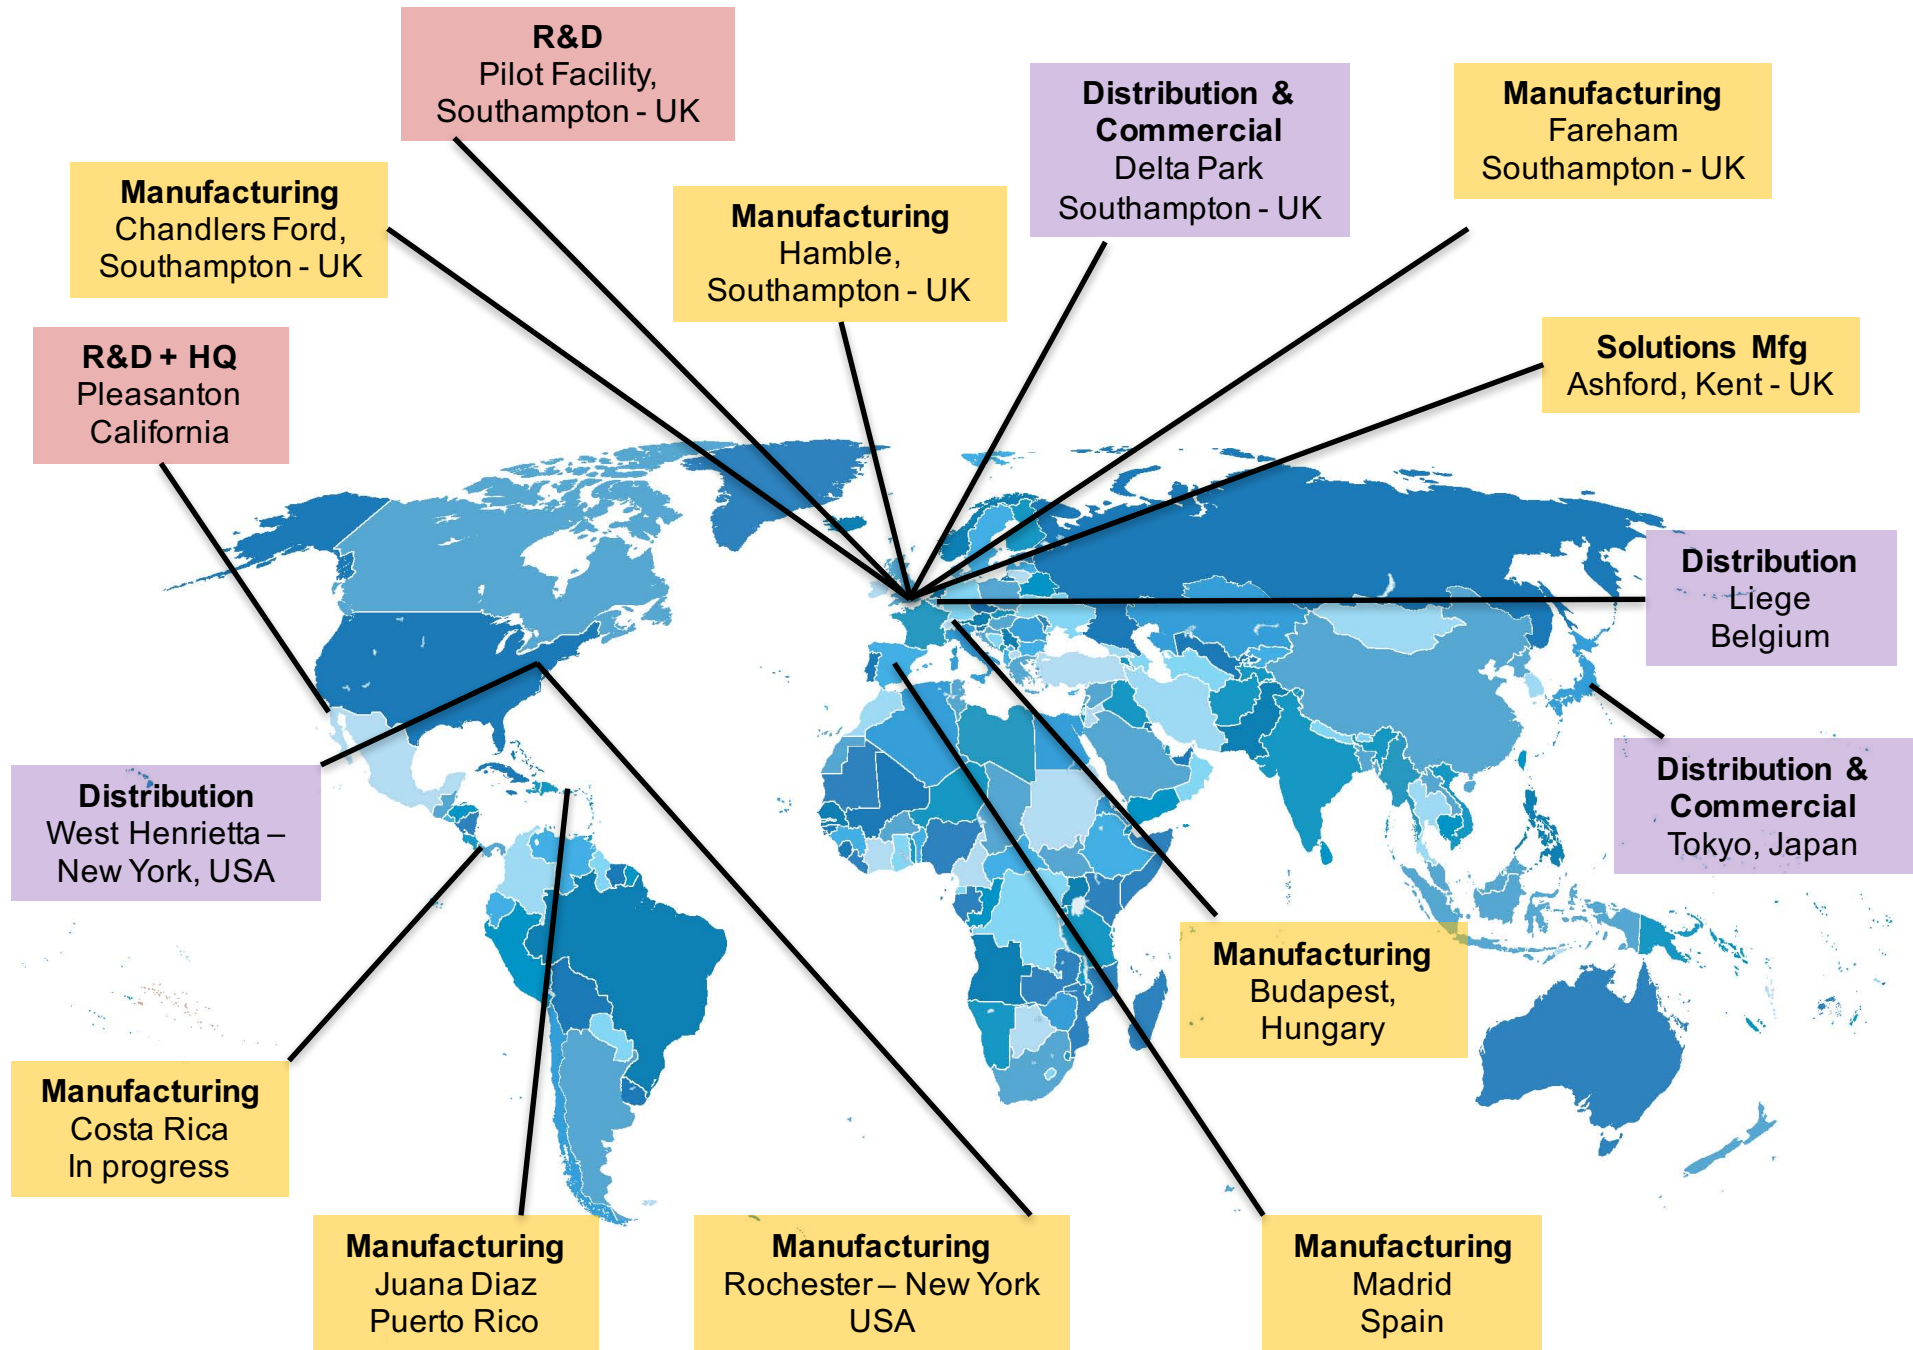 R&D
Pilot Facility,
Southampton - UK
Distribution &
Commercial
Delta Park
Southampton - UK
Manufacturing
Fareham
Southampton - UK
Manufacturing
Chandlers Ford,
Southampton - UK
Manufacturing
Hamble,
Southampton - UK
R&D + HQ
Pleasanton
California
Solutions Mfg
Ashford, Kent - UK
Distribution
Liege
Belgium
Distribution
West Henrietta –
New York, USA
Distribution &
Commercial
Tokyo, Japan
Manufacturing
Budapest,
Hungary
Manufacturing
Costa Rica
In progress
Manufacturing
Juana Diaz
Puerto Rico
Manufacturing
Rochester – New York
USA
Manufacturing
Madrid
Spain